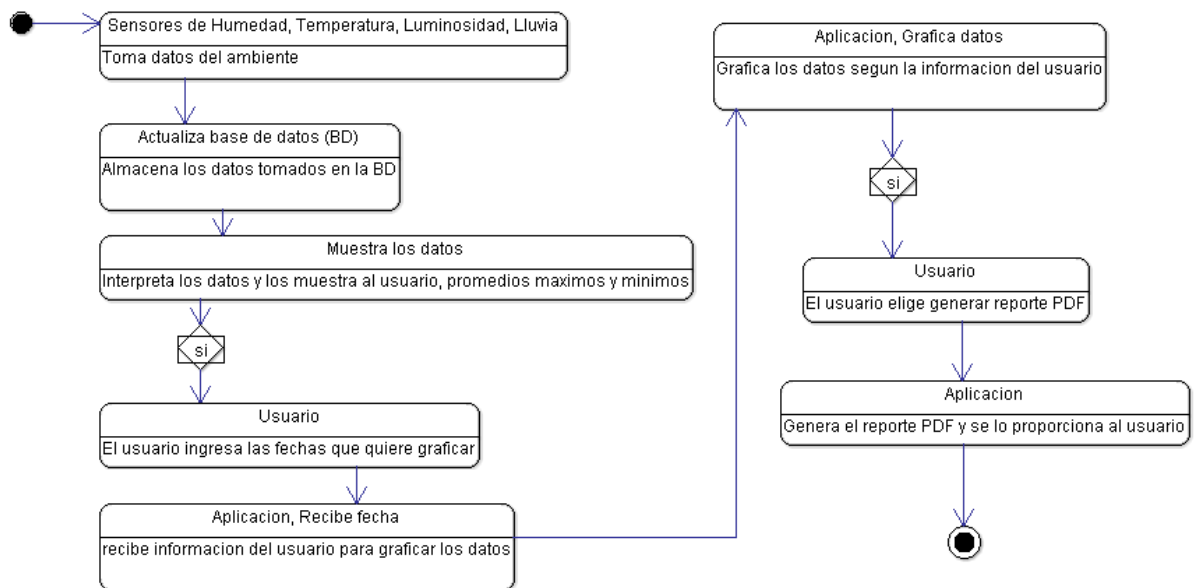 Sensores de Humedad, Temperatura, Luminosidad, Lluvia
Toma datos del ambiente
Actualiza base de datos (BD)
Almacena los datos tomados en la BD
Muestra los datos
Interpreta los datos y los muestra al usuario, promedios maximos y minimos
si
Usuario
El usuario ingresa las fechas que quiere graficar
Aplicacion, Recibe fecha
recibe informacion del usuario para graficar los datos
Aplicacion, Grafica datos
Grafica los datos segun la informacion del usuario
si
Usuario
El usuario elige generar reporte PDF
Aplicacion
Genera el reporte PDF y se lo proporciona al usuario